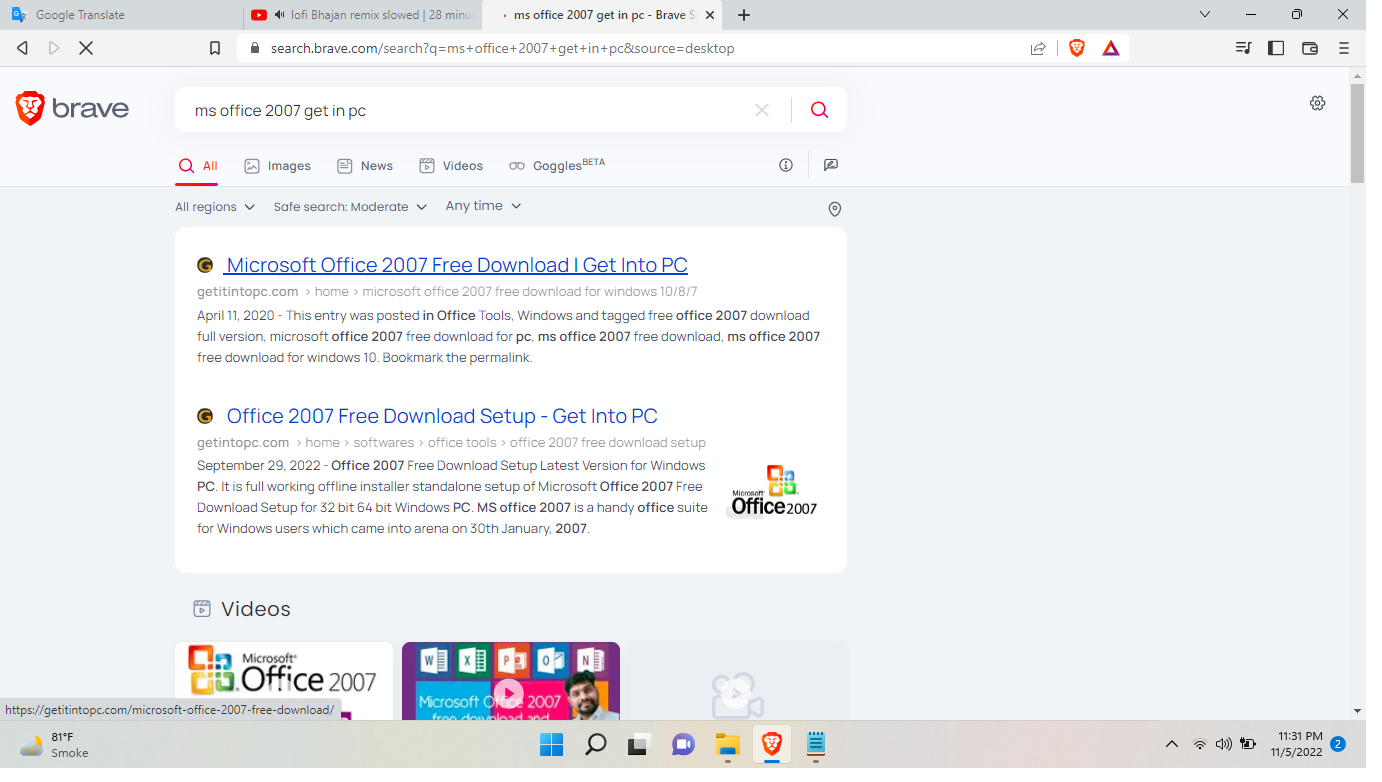 Google Translate
lofi Bhajan remix slowed | 28 minu
ms office 2007 get in pc - Brave S
search.brave.com/search?q=ms+office+2007+get+in+pc&source=desktop
brave
ms office 2007 get in pc
All Images News Videos GogglesBETA
All regions Safe search: Moderate Any time
Microsoft Office 2007 Free Download | Get Into PC
getitintopc.com › home › microsoft office 2007 free download for windows 10/8/7
April 11, 2020 - This entry was posted in Office Tools, Windows and tagged free office 2007 download
full version, microsoft office 2007 free download for pc, ms office 2007 free download, ms office 2007
free download for windows 10. Bookmark the permalink.
Office 2007 Free Download Setup - Get Into PC
getintopc.com › home › softwares › office tools › office 2007 free download setup
September 29, 2022 - Office 2007 Free Download Setup Latest Version for Windows
PC. It is full working offline installer standalone setup of Microsoft Office 2007 Free
Download Setup for 32 bit 64 bit Windows PC. MS office 2007 is a handy office suite
for Windows users which came into arena on 30th January, 2007.
Microsoft
Office2007
Videos
Microsoft
Office 2007
W X P O N
Microsoft Office 2007
free download and
https://getitintopc.com/microsoft-office-2007-free-download/
81°F
Smoke
11:31 PM
11/5/2022
2